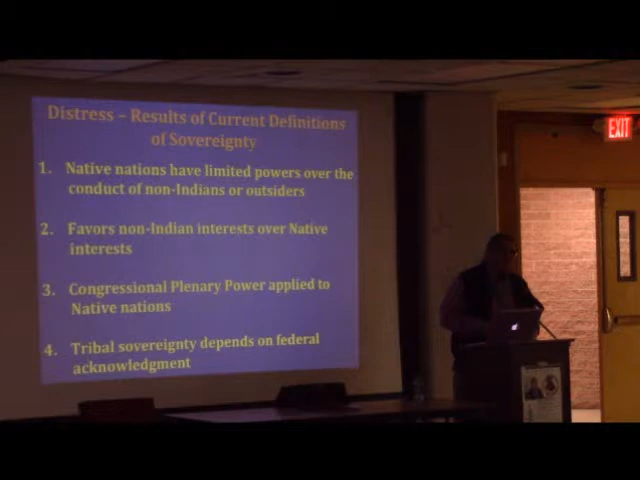 Distress – Results of Current Definitions
of Sovereignty
1. Native nations have limited powers over the
conduct of non-Indians or outsiders
2. Favors non-Indian interests over Native
interests
3. Congressional Plenary Power applied to
Native nations
4. Tribal sovereignty depends on federal
acknowledgment
EXIT